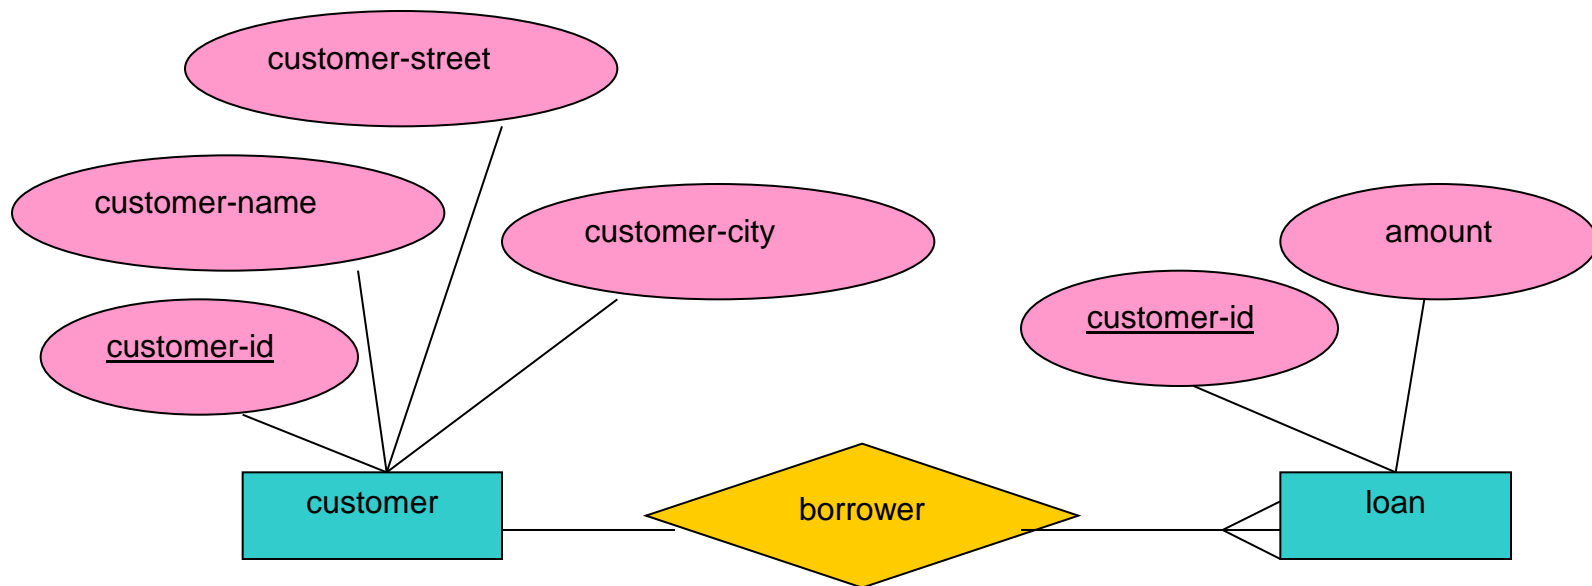 customer-street
customer-name
customer-city
amount
customer-id
customer-id
customer
borrower
loan